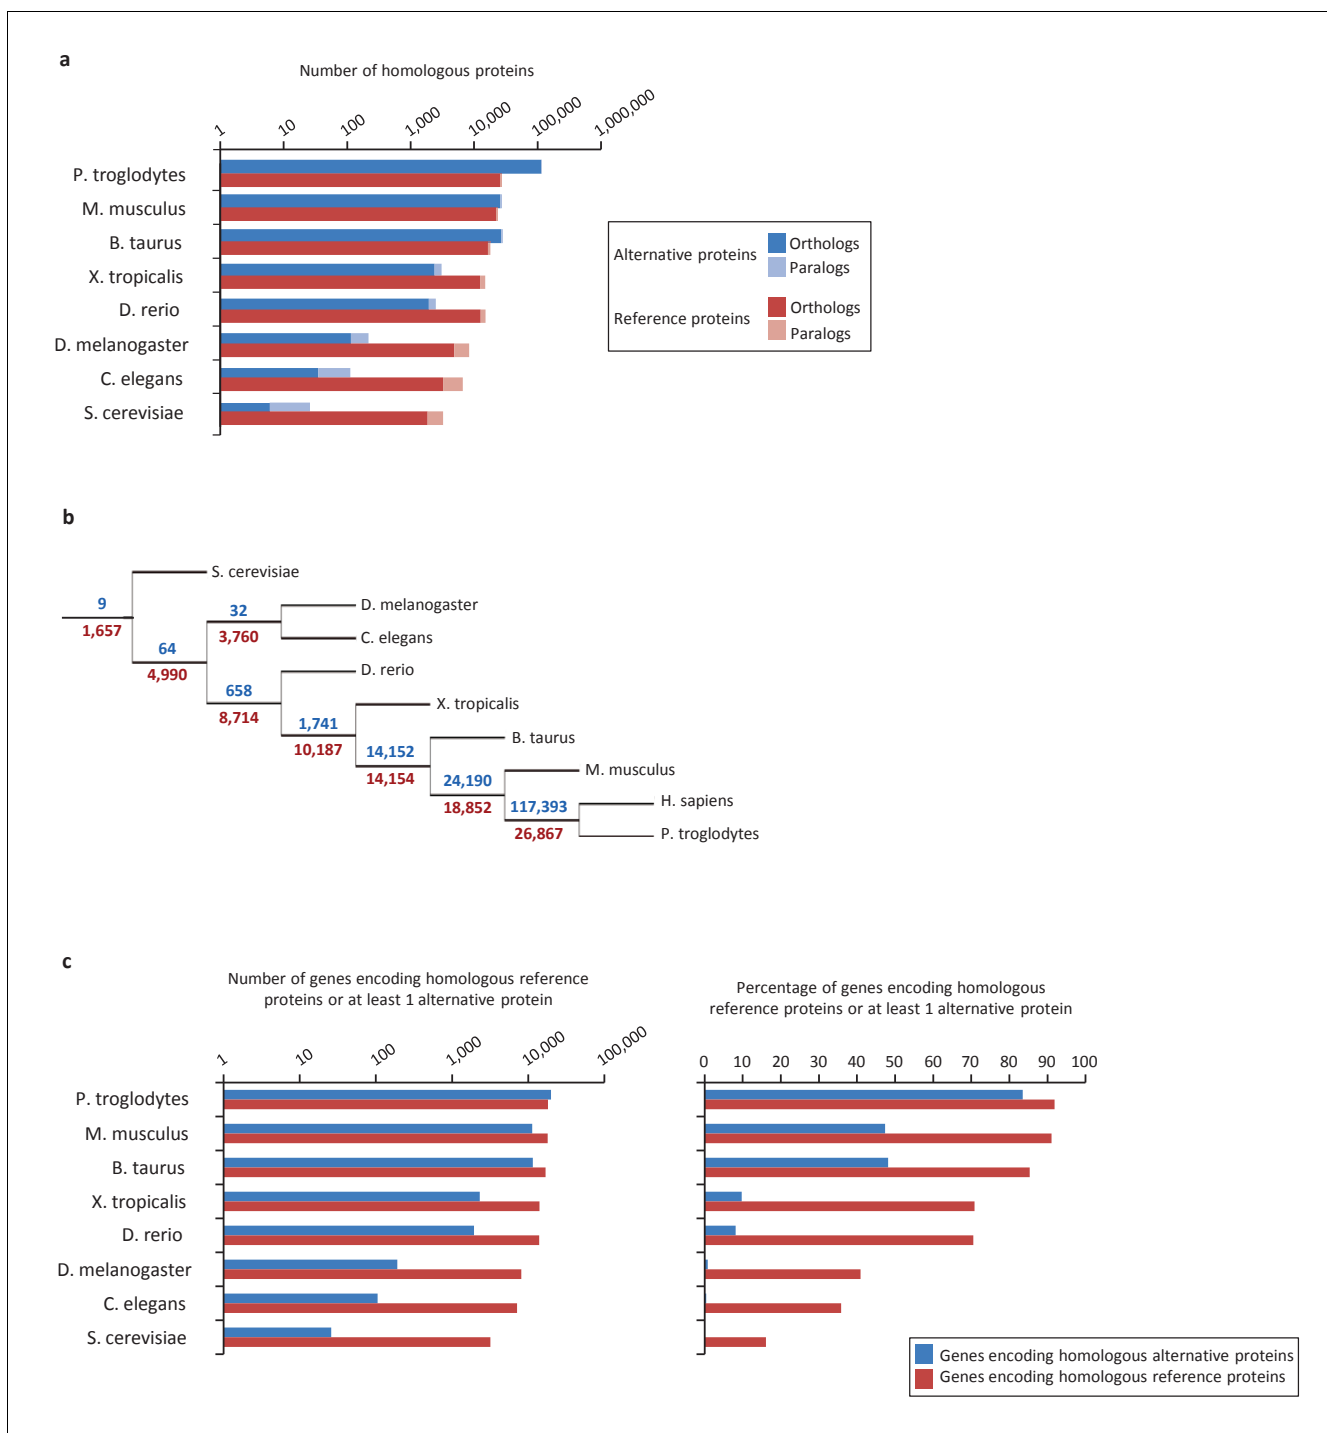 a
Number of homologous proteins
1 10 100 1,000 10,000 100,000 1,000,000
P. troglodytes
M. musculus
B. taurus
X. tropicalis
D. rerio
D. melanogaster
C. elegans
S. cerevisiae
Alternative proteins
Orthologs
Paralogs
Reference proteins
Orthologs
Paralogs
b
S. cerevisiae
9
32
D. melanogaster
1,657
3,760
C. elegans
64
4,990
D. rerio
658
8,714
X. tropicalis
1,741
10,187
B. taurus
14,152
14,154
M. musculus
24,190
18,852
H. sapiens
117,393
26,867
P. troglodytes
c
Number of genes encoding homologous reference
proteins or at least 1 alternative protein
1 10 100 1,000 10,000 100,000
P. troglodytes
M. musculus
B. taurus
X. tropicalis
D. rerio
D. melanogaster
C. elegans
S. cerevisiae
Percentage of genes encoding homologous
reference proteins or at least 1 alternative protein
0 10 20 30 40 50 60 70 80 90 100
Genes encoding homologous alternative proteins
Genes encoding homologous reference proteins